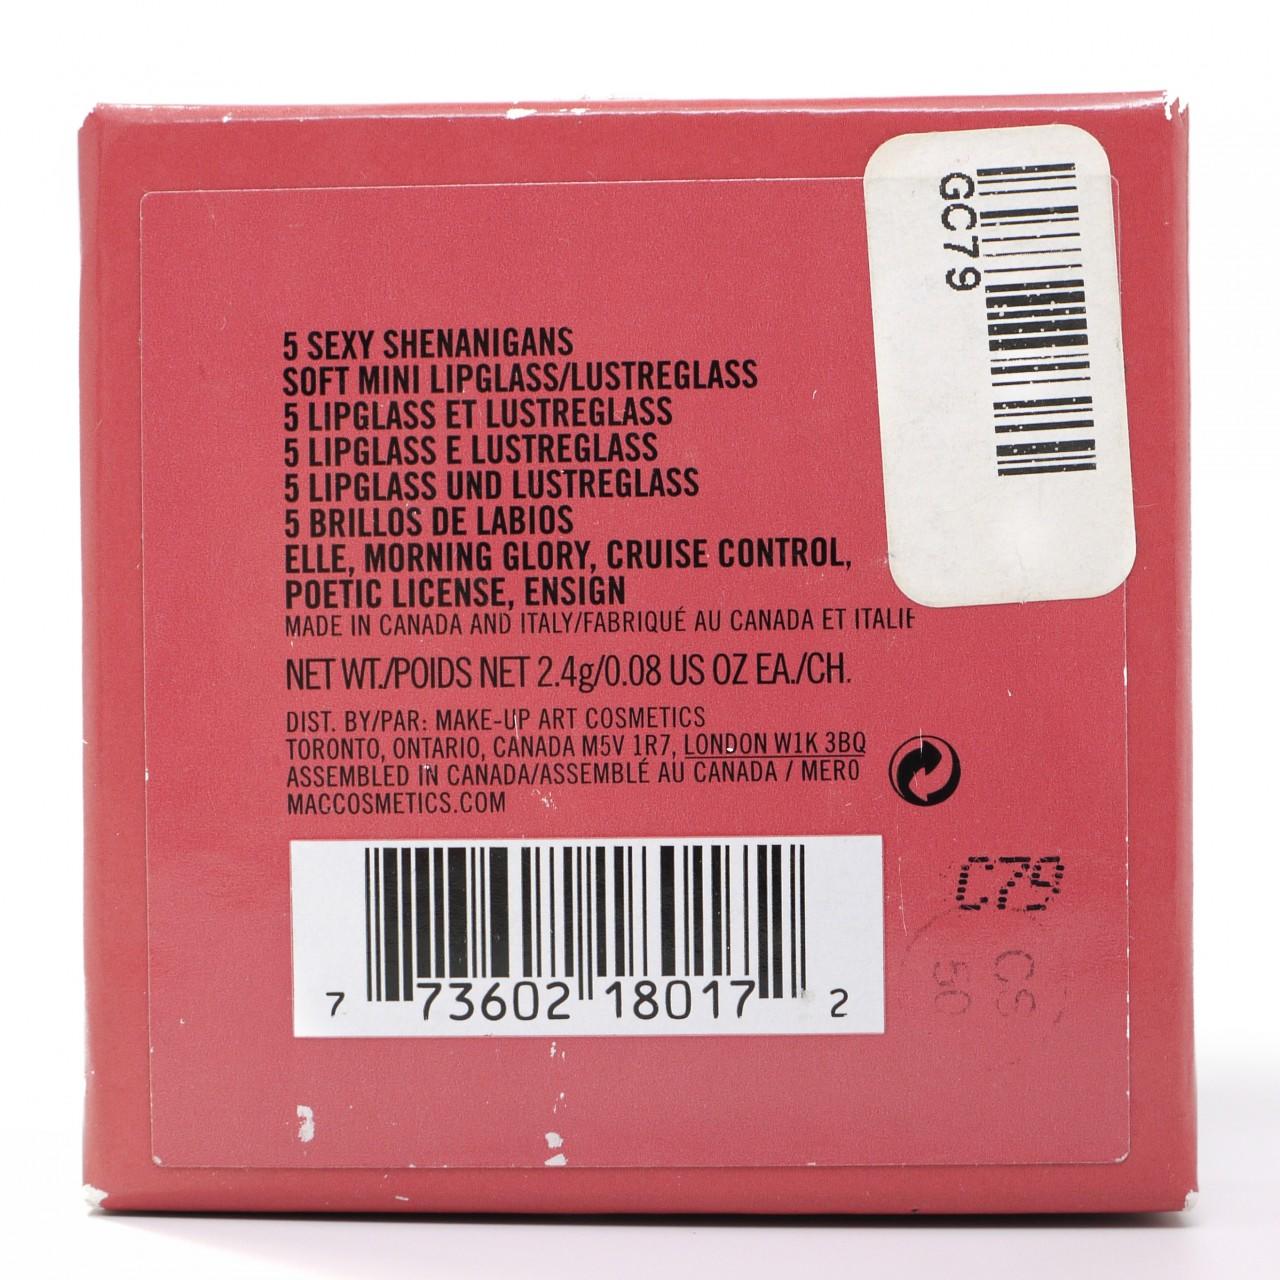 GC79
5 SEXY SHENANIGANS
SOFT MINI LIPGLASS/LUSTREGLASS
5 LIPGLASS ET LUSTREGLASS
5 LIPGLASS E LUSTREGLASS
5 LIPGLASS UND LUSTREGLASS
5 BRILLOS DE LABIOS
ELLE, MORNING GLORY, CRUISE CONTROL,
POETIC LICENSE, ENSIGN
MADE IN CANADA AND ITALY/FABRIQUÉ AU CANADA ET ITALIE
NET WT./POIDS NET 2.4g/0.08 US OZ EA./CH.
DIST. BY/PAR: MAKE-UP ART COSMETICS
TORONTO, ONTARIO, CANADA M5V 1R7, LONDON W1K 3BQ
ASSEMBLED IN CANADA/ASSEMBLÉ AU CANADA / MER0
MACCOSMETICS.COM
C79
7 73602 18017 2